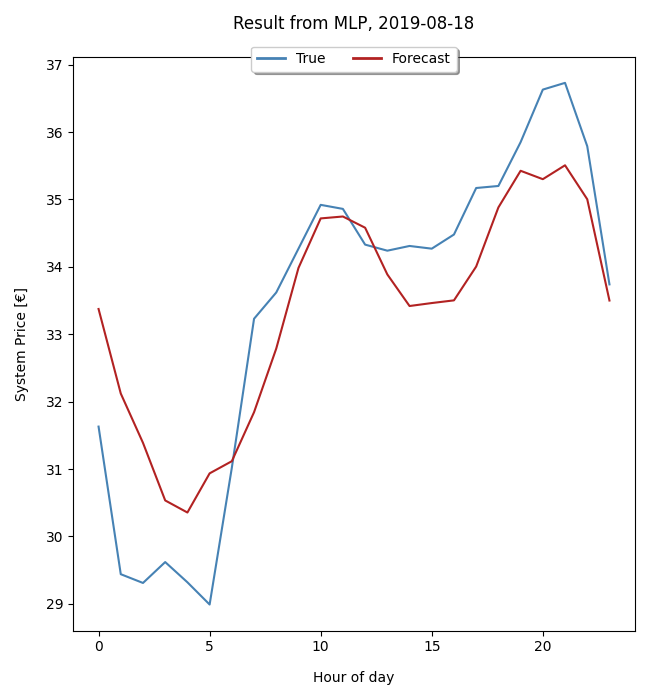 Result from MLP, 2019-08-18
True
Forecast
37
36
35
34
33
32
31
30
29
System Price [€]
0
5
10
15
20
Hour of day